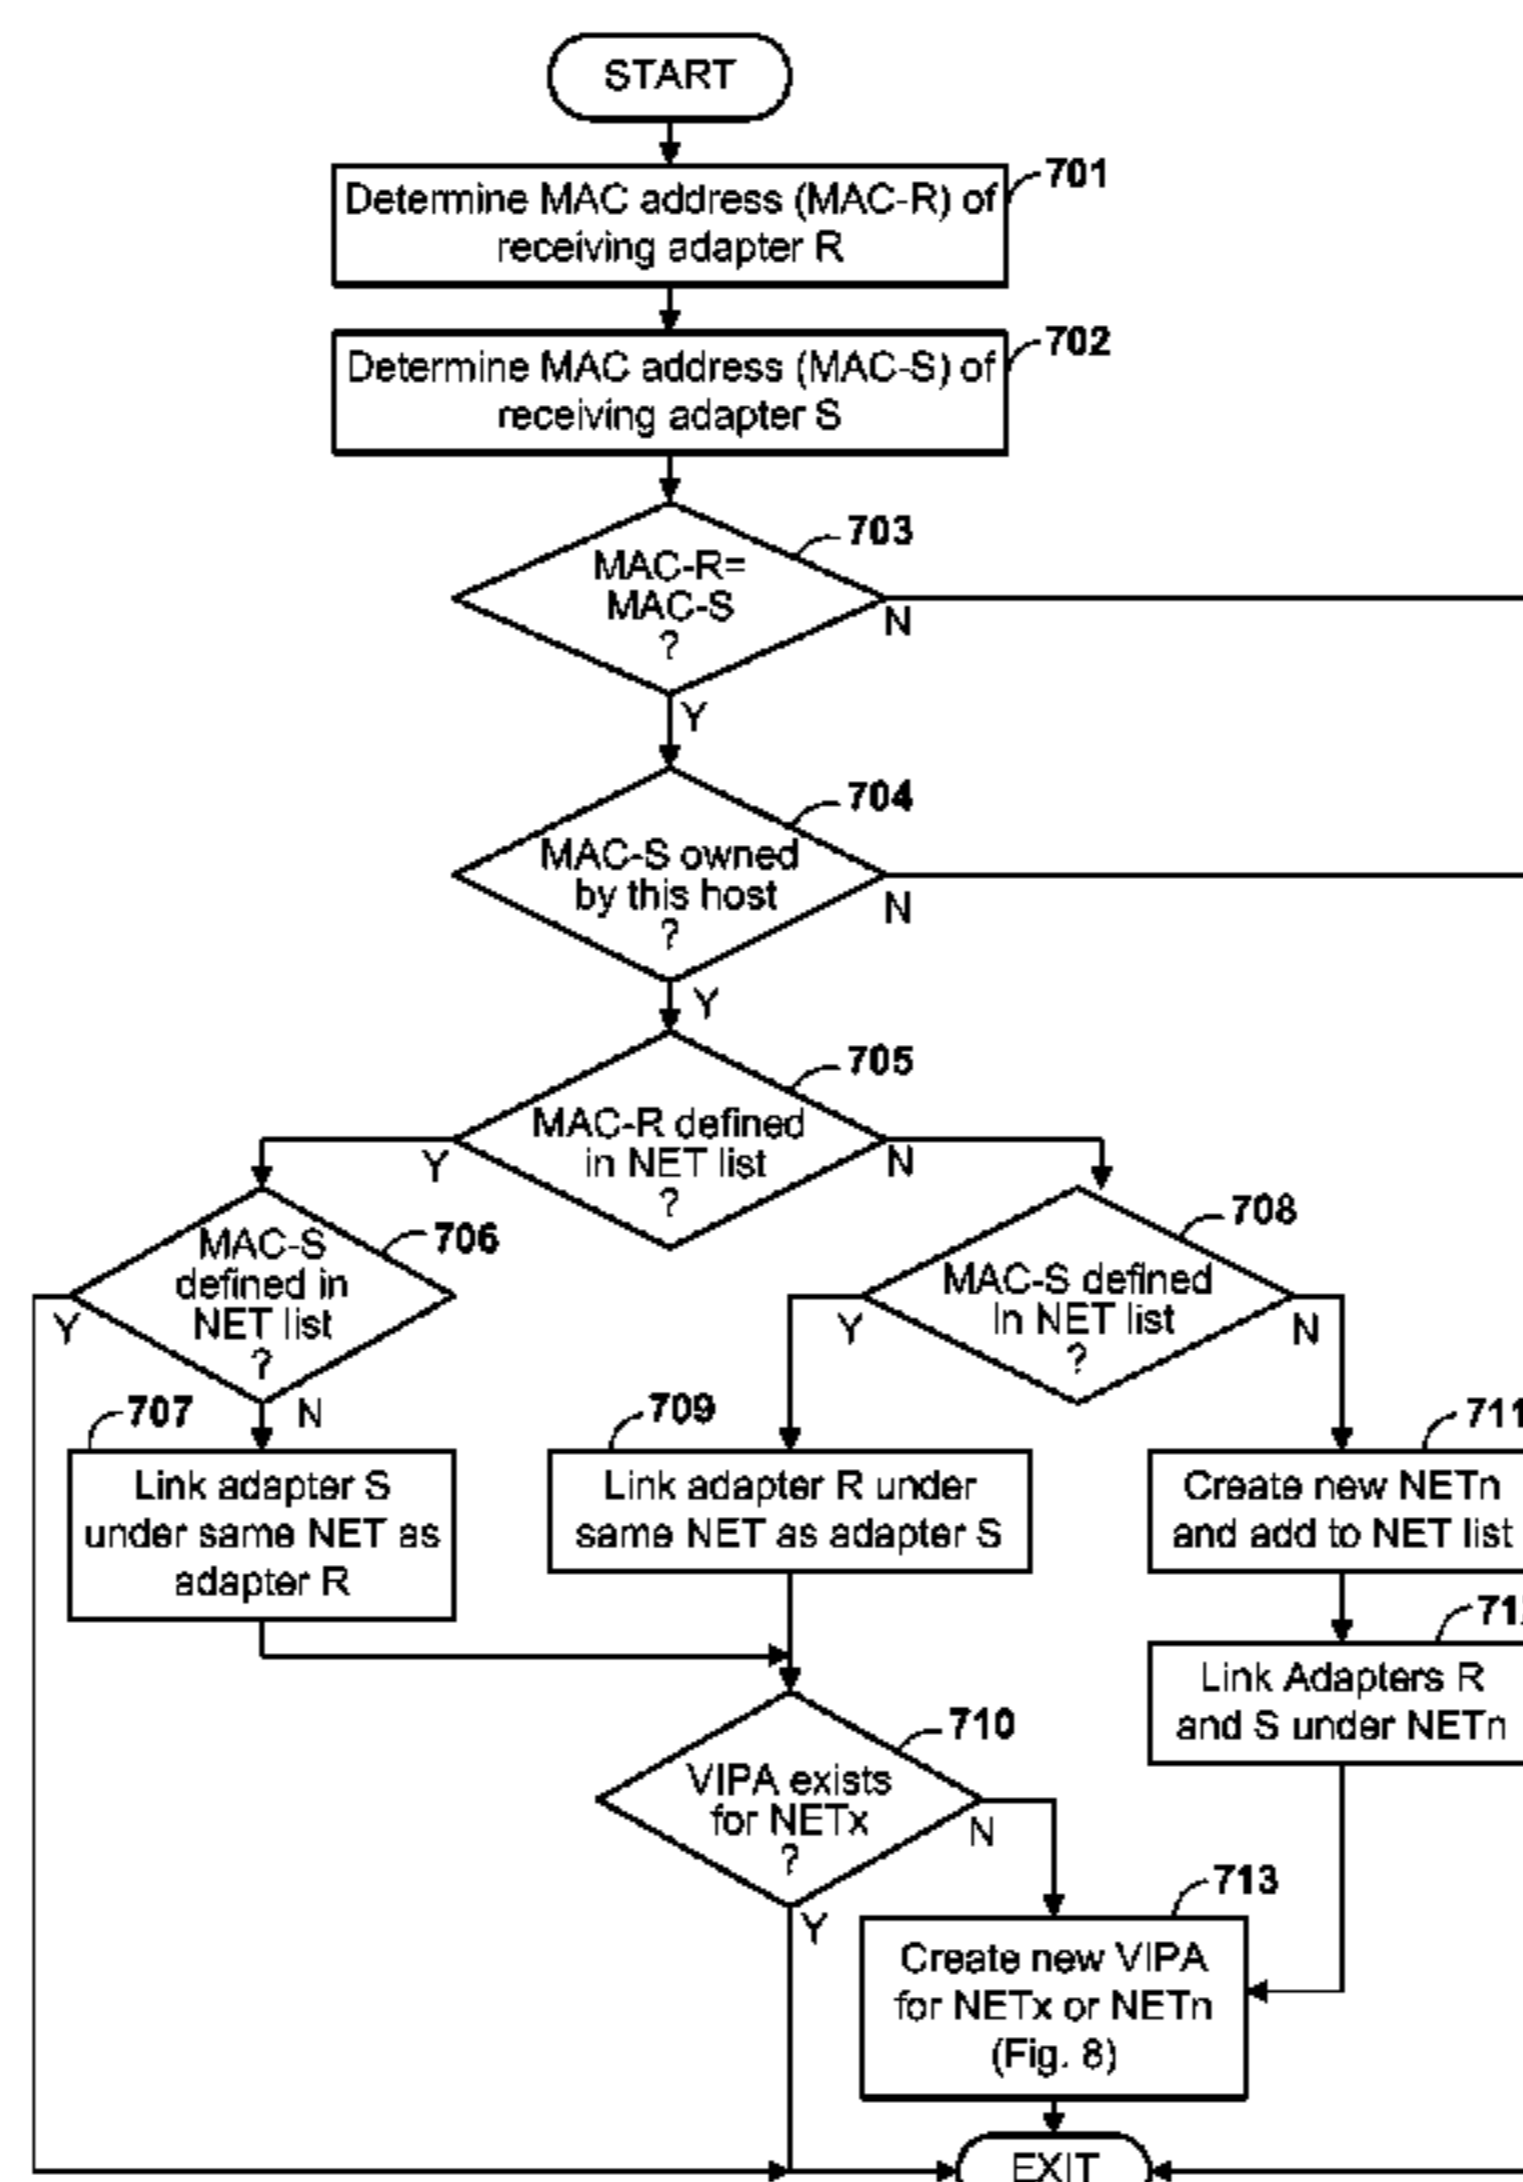 START
701
Determine MAC address (MAC-R) of
receiving adapter R
702
Determine MAC address (MAC-S) of
receiving adapter S
703
MAC-R=
MAC-S
?
N
Y
704
MAC-S owned
by this host
?
N
Y
705
MAC-R defined
in NET list
?
Y
N
706
MAC-S
defined in
NET list
?
Y
N
708
MAC-S defined
in NET list
?
Y
N
707
Link adapter S
under same NET as
adapter R
709
Link adapter R under
same NET as adapter S
711
Create new NETn
and add to NET list
Link Adapters R
and S under NETn
710
VIPA exists
for NETx
?
N
Y
713
Create new VIPA
for NETx or NETn
(Fig. 8)
EXIT